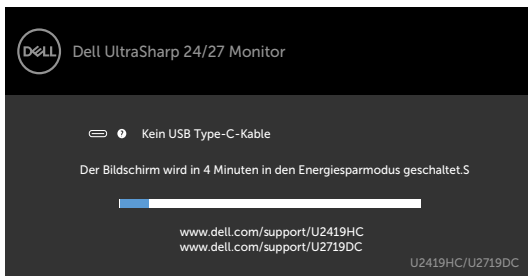 DELL Dell UltraSharp 24/27 Monitor
? Kein USB Type-C-Kable
Der Bildschirm wird in 4 Minuten in den Energiesparmodus geschaltet.S
www.dell.com/support/U2419HC
www.dell.com/support/U2719DC
U2419HC/U2719DC